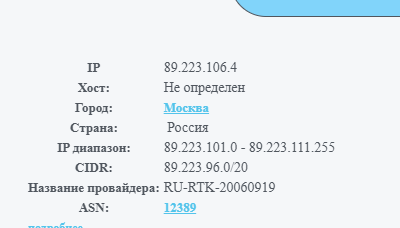 IP 89.223.106.4
Хост: Не определен
Город: Москва
Страна: Россия
IP диапазон: 89.223.101.0 - 89.223.111.255
CIDR: 89.223.96.0/20
Название провайдера: RU-RTK-20060919
ASN: 12389
подробнее